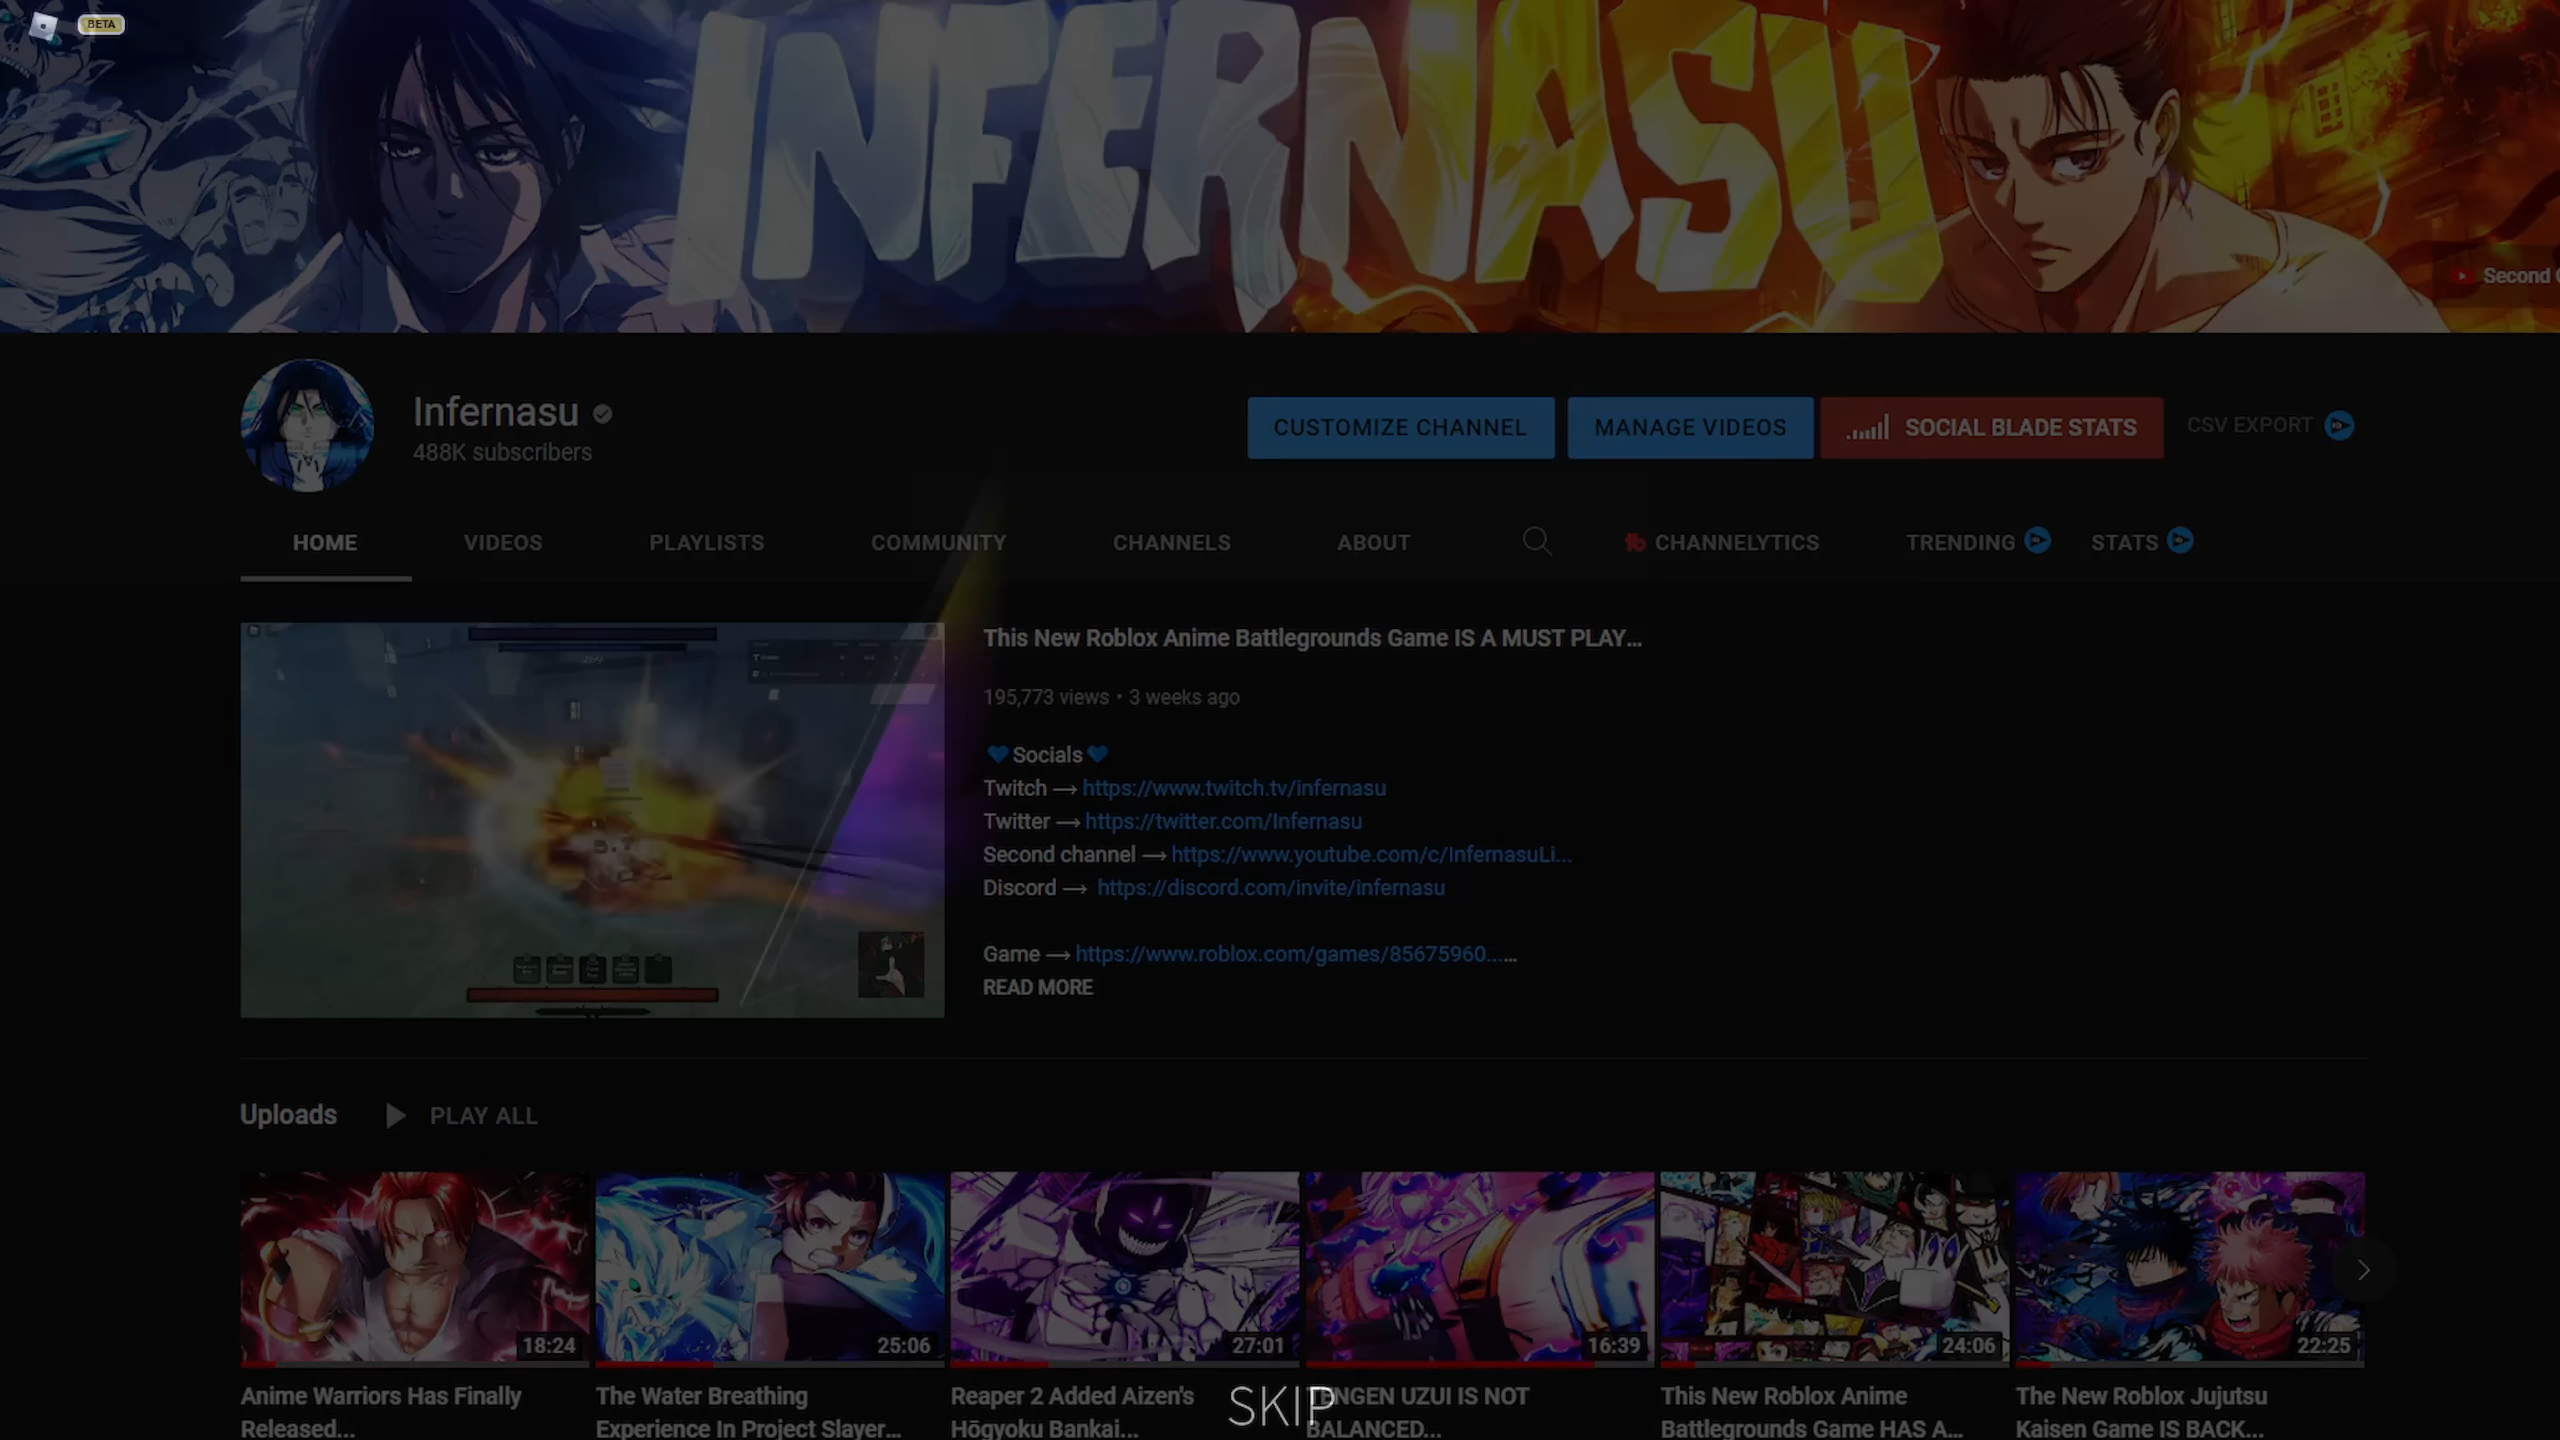 BETA
INFERNASU
Second
Infernasu
488K subscribers
CUSTOMIZE CHANNEL
MANAGE VIDEOS
SOCIAL BLADE STATS
CSV EXPORT
HOME
VIDEOS
PLAYLISTS
COMMUNITY
CHANNELS
ABOUT
CHANNELYTICS
TRENDING
STATS
This New Roblox Anime Battlegrounds Game IS A MUST PLAY...
195,773 views • 3 weeks ago
💙Socials💙
Twitch ⟶ https://www.twitch.tv/infernasu
Twitter ⟶ https://twitter.com/Infernasu
Second channel ⟶ https://www.youtube.com/c/InfernasuLi...
Discord ⟶ https://discord.com/invite/infernasu
Game ⟶ https://www.roblox.com/games/85675960......
READ MORE
Uploads
PLAY ALL
18:24
25:06
27:01
16:39
24:06
22:25
Anime Warriors Has Finally
Released...
The Water Breathing
Experience In Project Slayer...
Reaper 2 Added Aizen's
Hōgyoku Bankai...
TENGEN UZUI IS NOT
BALANCED...
This New Roblox Anime
Battlegrounds Game HAS A...
The New Roblox Jujutsu
Kaisen Game IS BACK...
SKIP